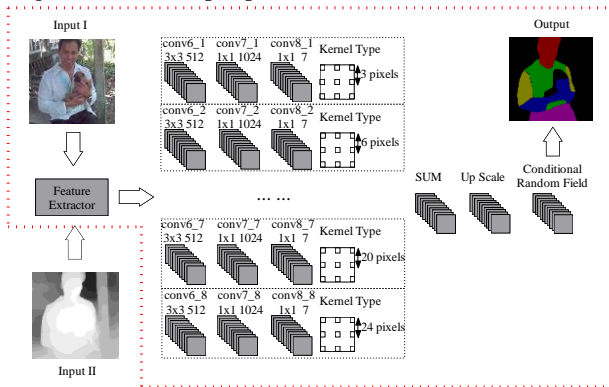 Input I
Output
conv6_1 conv7_1 conv8_1 Kernel Type
3x3 512 1x1 1024 1x1 7
3 pixels
conv6_2 conv7_2 conv8_2 Kernel Type
3x3 512 1x1 1024 1x1 7
6 pixels
Feature
Extractor
... ...
SUM
Up Scale
Conditional
Random Field
conv6_7 conv7_7 conv8_7 Kernel Type
3x3 512 1x1 1024 1x1 7
20 pixels
conv6_8 conv7_8 conv8_8 Kernel Type
3x3 512 1x1 1024 1x1 7
24 pixels
Input II